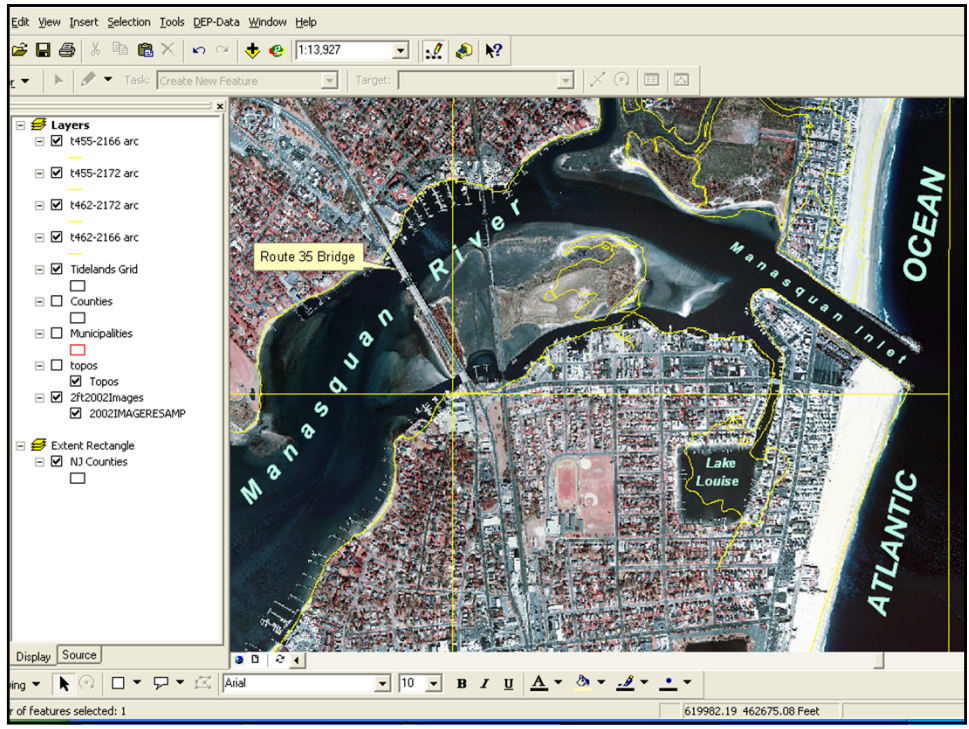 Edit View Insert Selection Tools DEP-Data Window Help
1:13,927
Task: Create New Feature Target:
Layers
t455-2166 arc
t455-2172 arc
t462-2172 arc
t462-2166 arc
Tidelands Grid
Counties
Municipalities
topos
Topos
2ft2002Images
2002IMAGERESAMP
Extent Rectangle
NJ Counties
Route 35 Bridge
Manasquan River
Manasquan Inlet
OCEAN
Lake
Louise
ATLANTIC
Display Source
Arial 10 B I U A
of features selected: 1
619982.19 462675.08 Feet